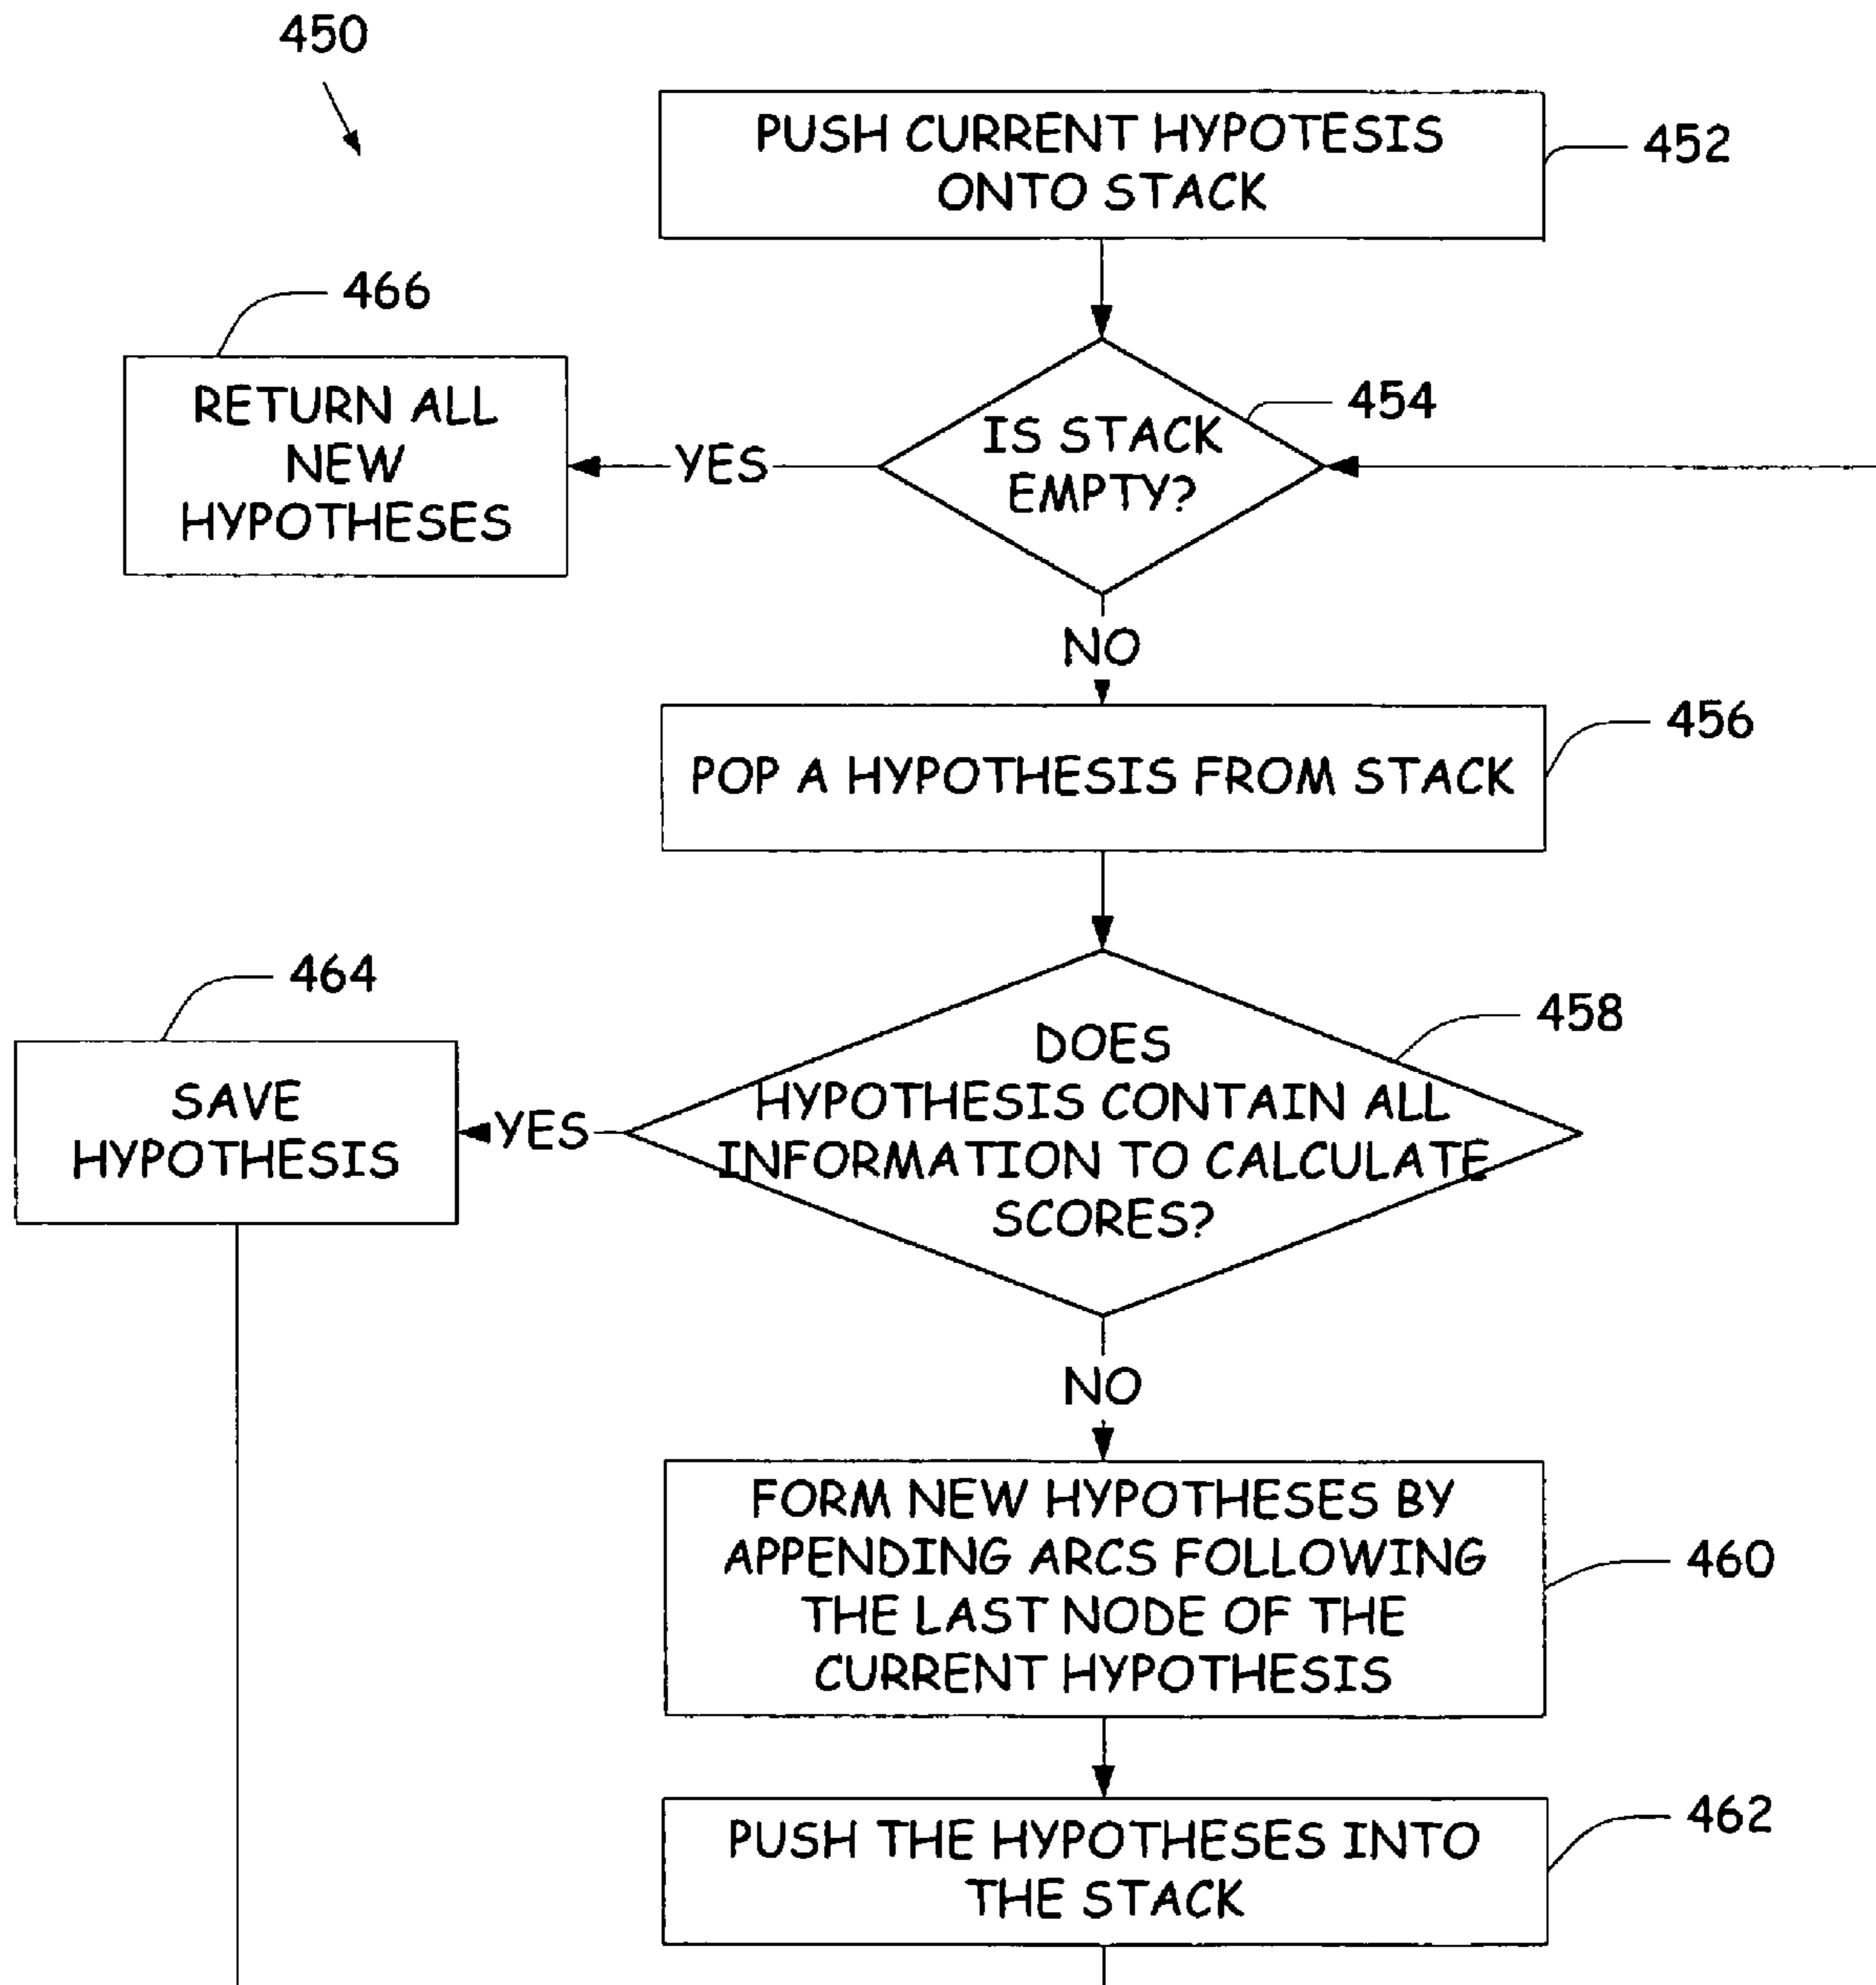 450
PUSH CURRENT HYPOTESIS
ONTO STACK
452
466
RETURN ALL
NEW
HYPOTHESES
YES
IS STACK
EMPTY?
454
NO
POP A HYPOTHESIS FROM STACK
456
464
SAVE
HYPOTHESIS
YES
DOES
HYPOTHESIS CONTAIN ALL
INFORMATION TO CALCULATE
SCORES?
458
NO
FORM NEW HYPOTHESES BY
APPENDING ARCS FOLLOWING
THE LAST NODE OF THE
CURRENT HYPOTHESIS
460
PUSH THE HYPOTHESES INTO
THE STACK
462